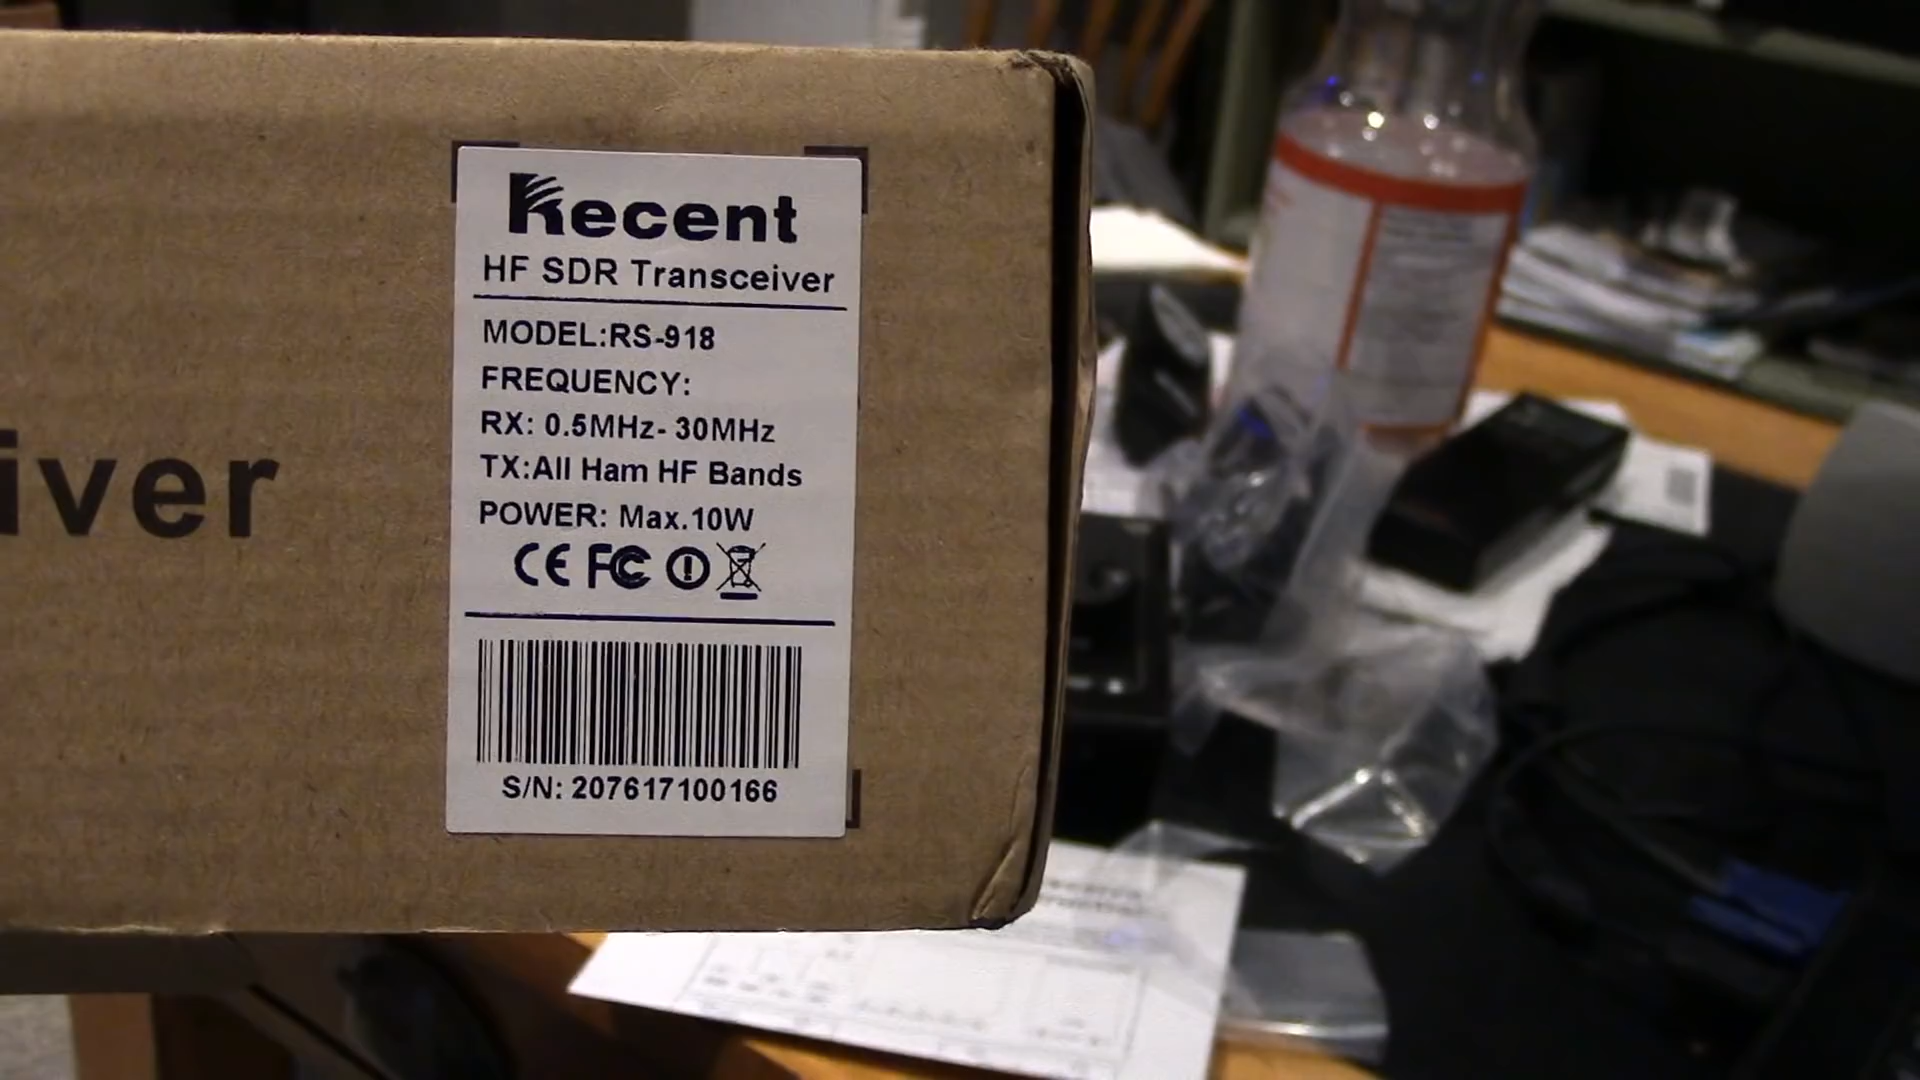 Recent
HF SDR Transceiver
MODEL:RS-918
FREQUENCY:
RX: 0.5MHz- 30MHz
TX:All Ham HF Bands
POWER: Max.10W
CE FC
S/N: 207617100166
iver